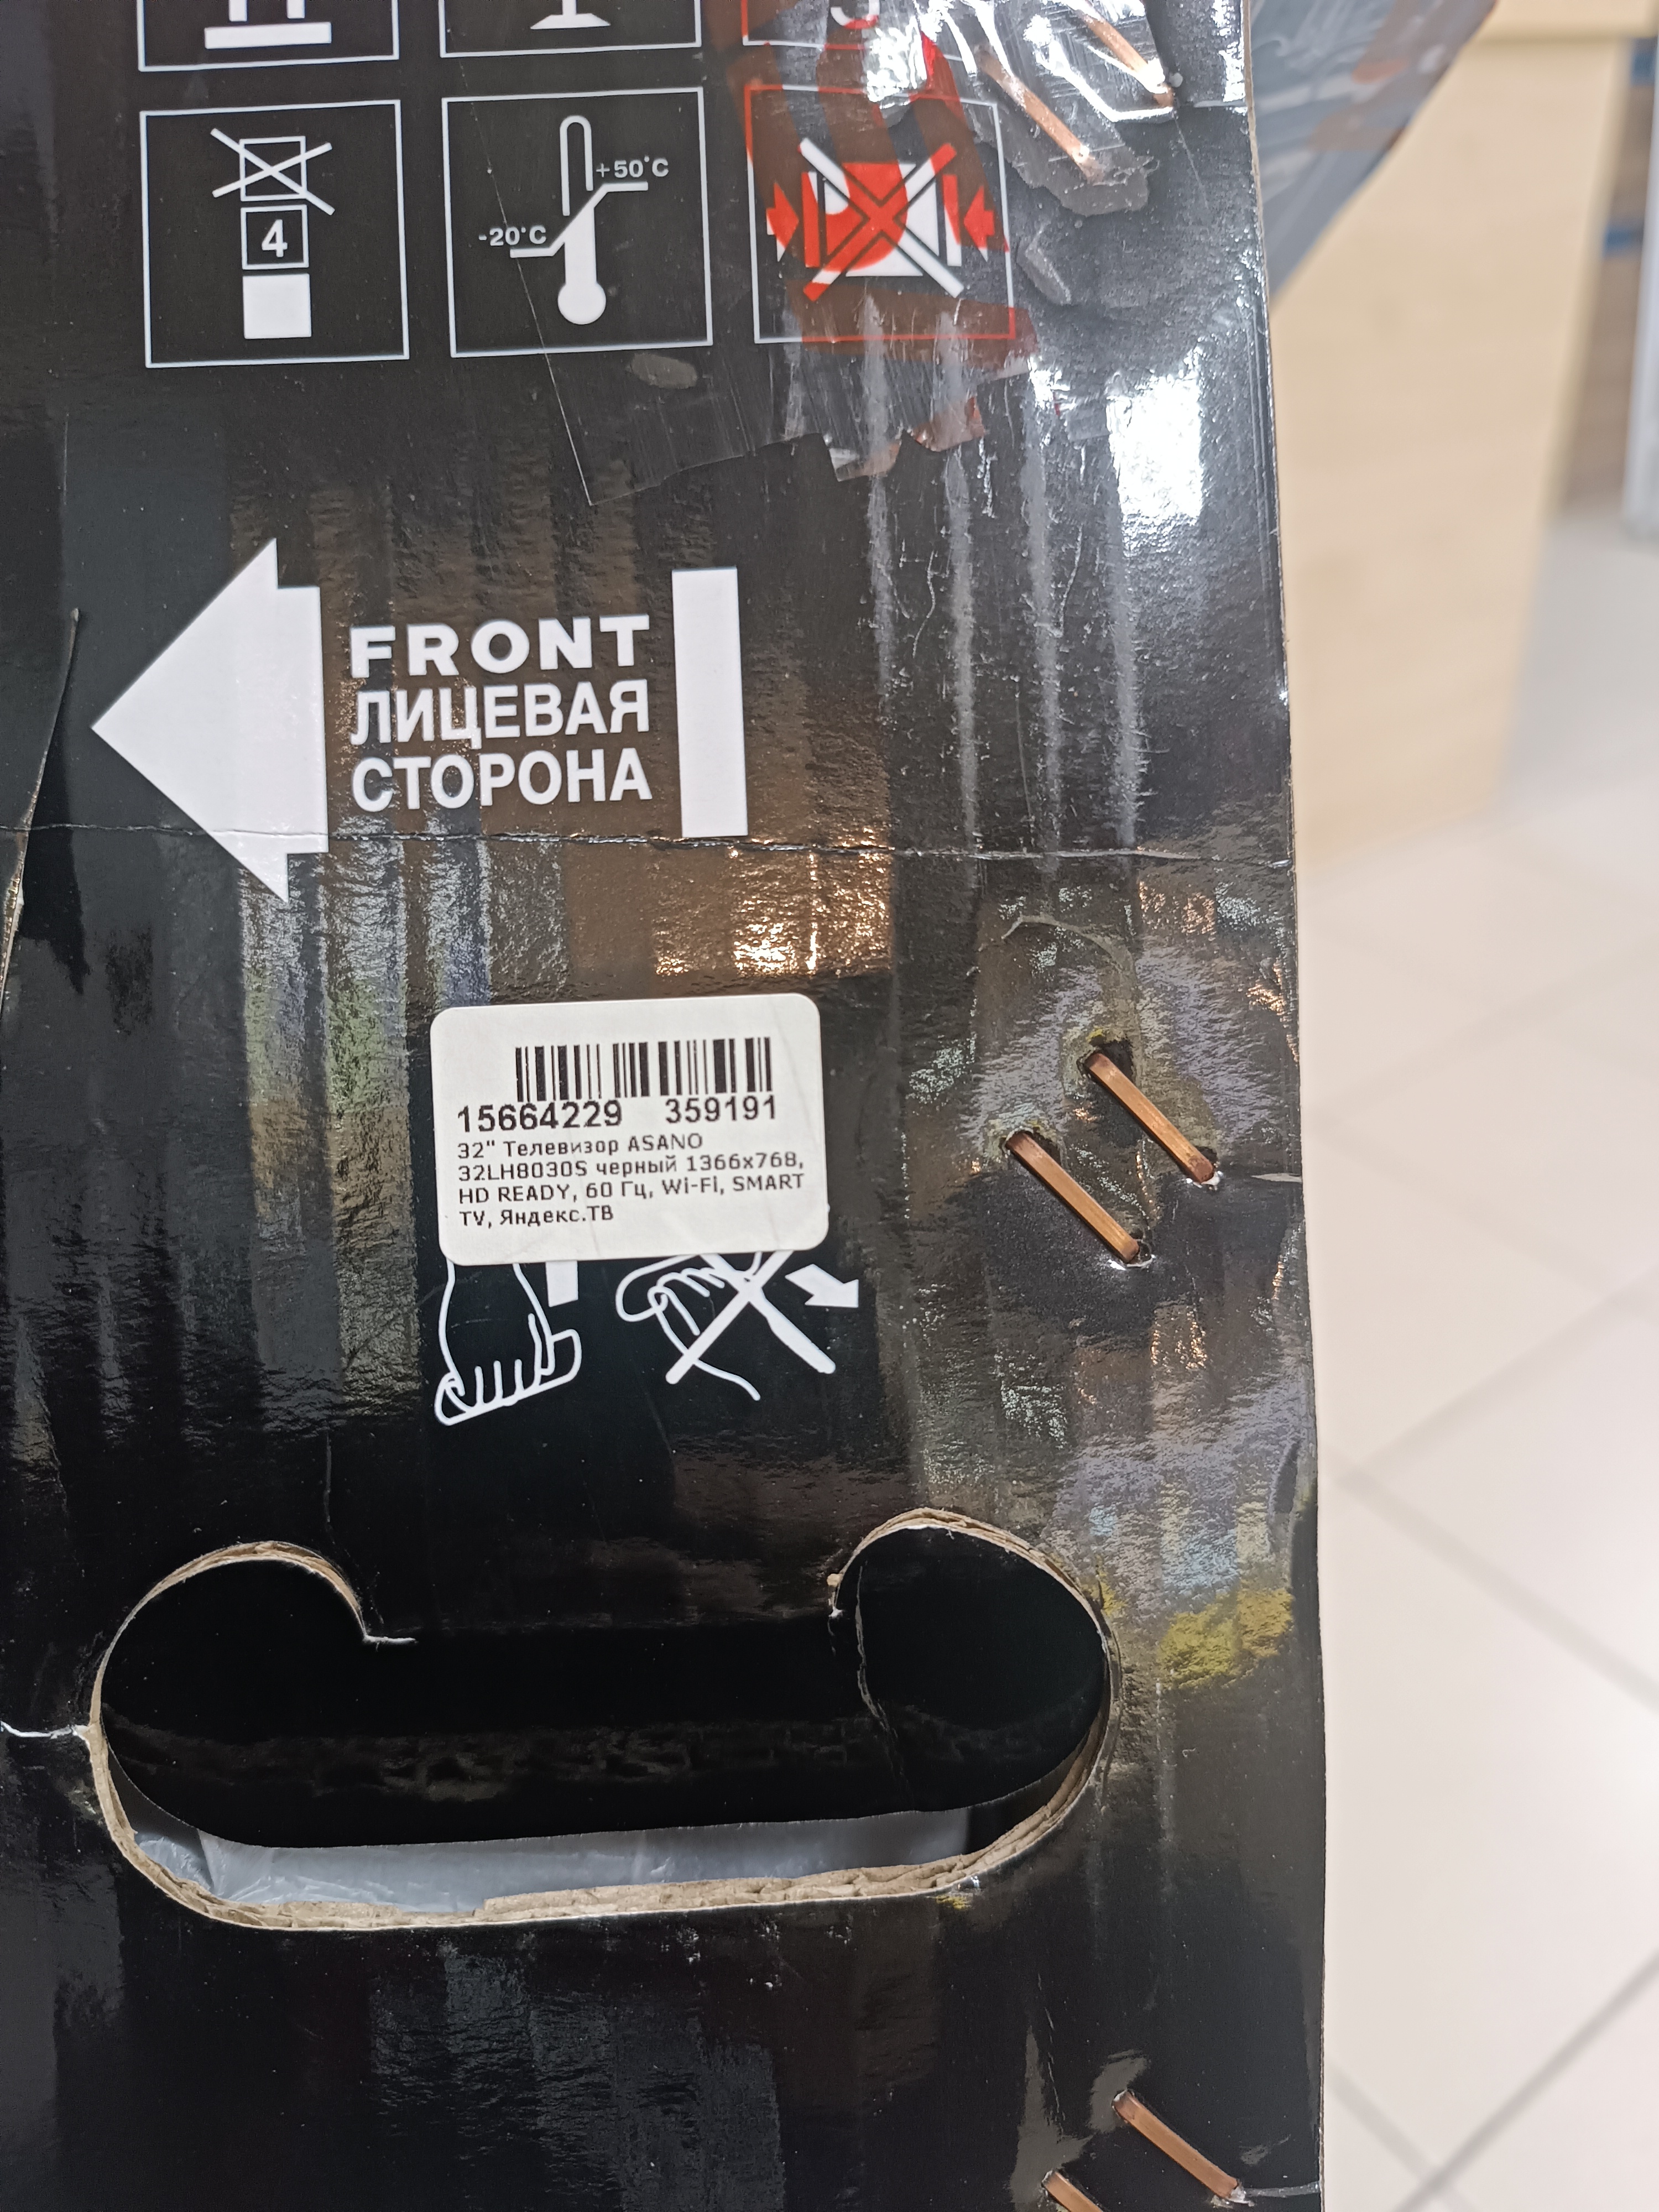 +50°C
-20°C
4
FRONT
ЛИЦЕВАЯ
СТОРОНА
15664229 359191
32" Телевизор ASANO
32LH8030S черный 1366x768,
HD READY, 60 Гц, Wi-Fi, SMART
TV, Яндекс.ТВ